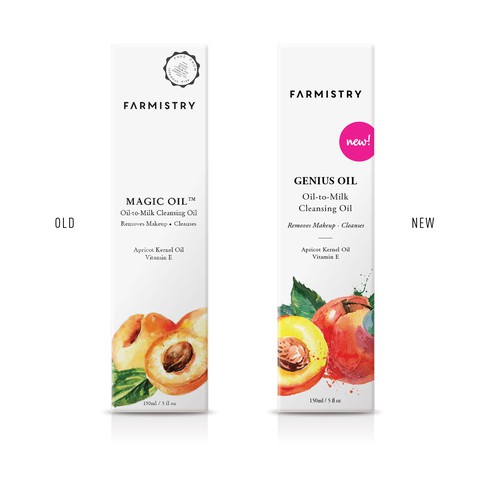 OLD
FARMISTRY
MAGIC OIL™
Oil-to-Milk Cleansing Oil
Removes Makeup • Cleanses
Apricot Kernel Oil
Vitamin E
150ml / 5 fl oz
FARMISTRY
new!
GENIUS OIL
Oil-to-Milk
Cleansing Oil
Removes Makeup - Cleanses
Apricot Kernel Oil
Vitamin E
150ml / 5 fl oz
NEW